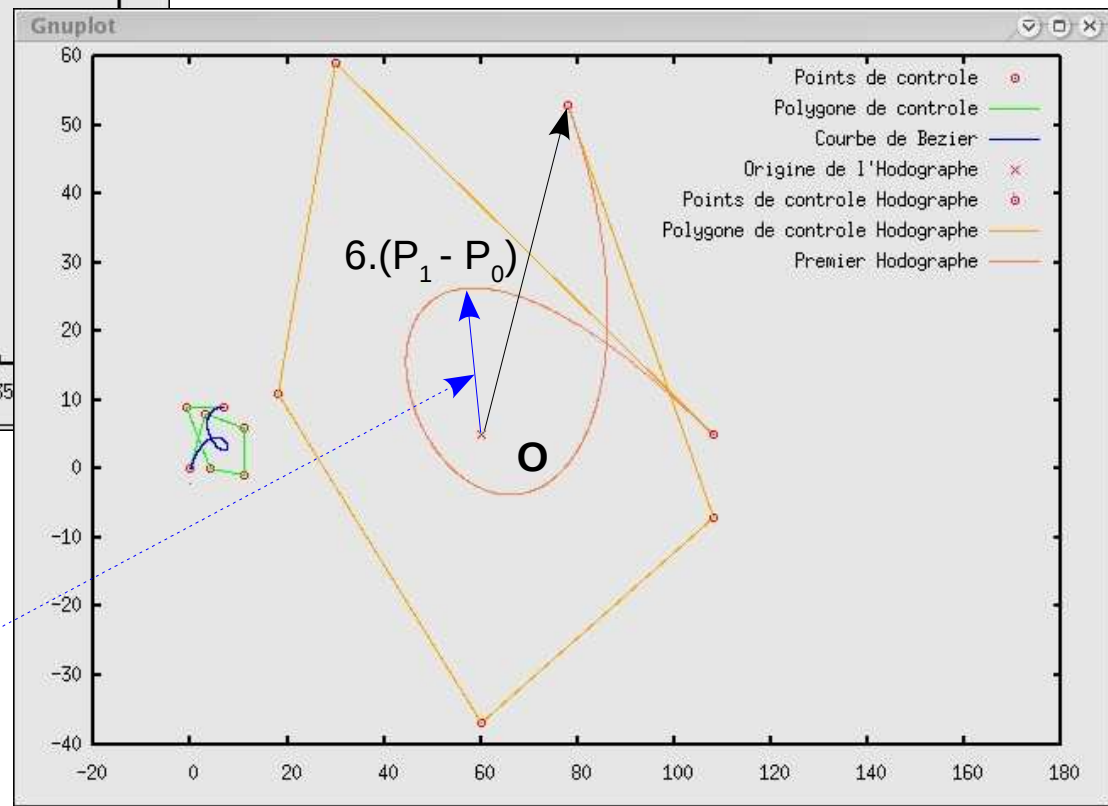 Gnuplot
60
50
40
30
20
10
0
-10
-20
-30
-40
Points de controle
Polygone de controle
Courbe de Bezier
Origine de l'Hodographe
Points de controle Hodographe
Polygone de controle Hodographe
Premier Hodographe
6.(P₁ - P₀)
O
35
-20 0 20 40 60 80 100 120 140 160 180